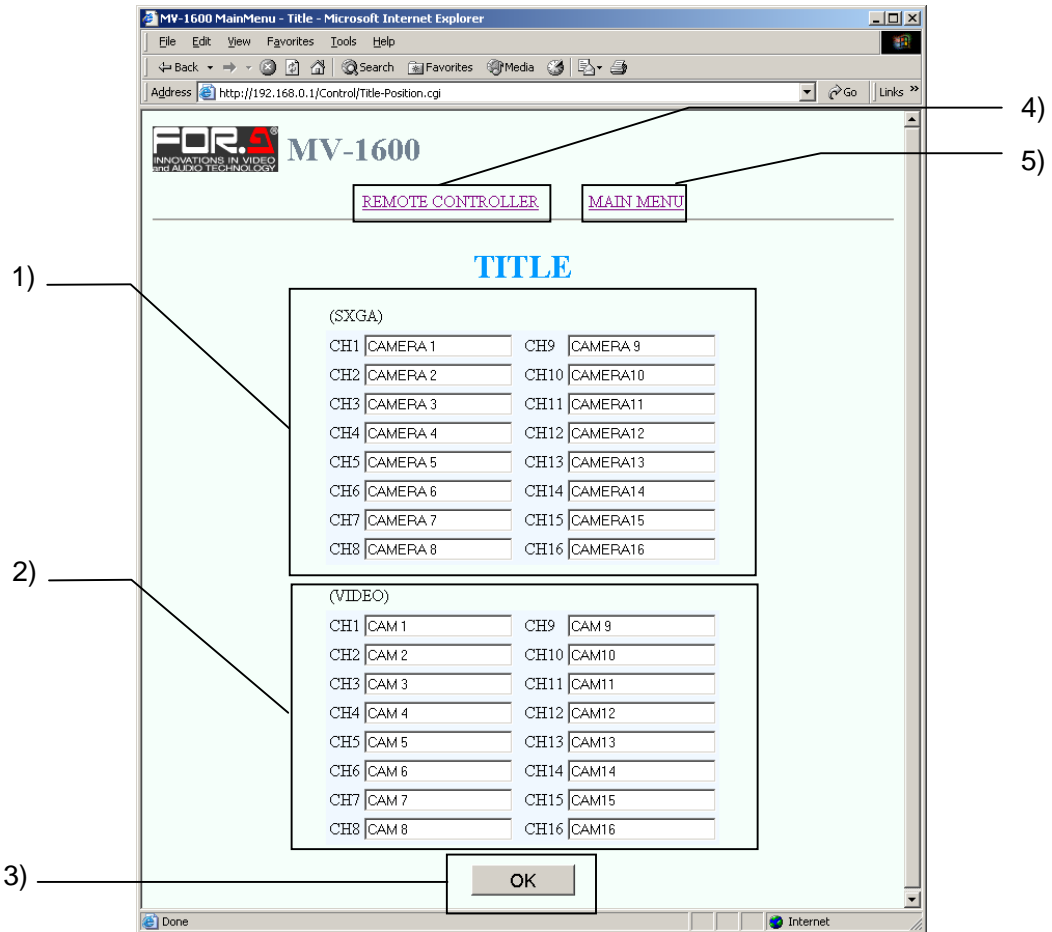 MV-1600 MainMenu - Title - Microsoft Internet Explorer
File Edit View Favorites Tools Help
Back Search Favorites Media
Address http://192.168.0.1/Control/Title-Position.cgi Go Links »
4)
5)
FOR.A®
INNOVATIONS IN VIDEO
and AUDIO TECHNOLOGY
MV-1600
REMOTE CONTROLLER MAIN MENU
TITLE
1)
(SXGA)
CH1 CAMERA 1 CH9 CAMERA 9
CH2 CAMERA 2 CH10 CAMERA10
CH3 CAMERA 3 CH11 CAMERA11
CH4 CAMERA 4 CH12 CAMERA12
CH5 CAMERA 5 CH13 CAMERA13
CH6 CAMERA 6 CH14 CAMERA14
CH7 CAMERA 7 CH15 CAMERA15
CH8 CAMERA 8 CH16 CAMERA16
2)
(VIDEO)
CH1 CAM 1 CH9 CAM 9
CH2 CAM 2 CH10 CAM10
CH3 CAM 3 CH11 CAM11
CH4 CAM 4 CH12 CAM12
CH5 CAM 5 CH13 CAM13
CH6 CAM 6 CH14 CAM14
CH7 CAM 7 CH15 CAM15
CH8 CAM 8 CH16 CAM16
3)
OK
Done Internet